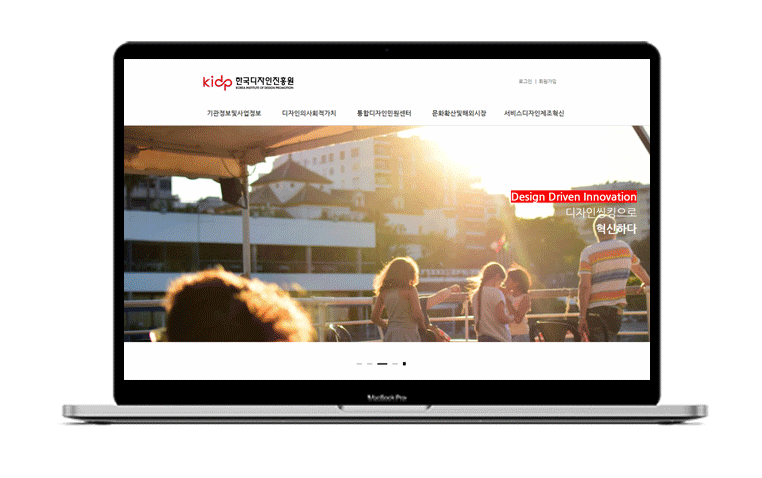 kidp 한국디자인진흥원
KOREA INSTITUTE OF DESIGN PROMOTION
로그인 | 회원가입
기관정보및사업정보 디자인의사회적가치 통합디자인민원센터 문화확산및해외시장 서비스디자인제조혁신
Design Driven Innovation
디자인씽킹으로
혁신하다
MacBook Pro